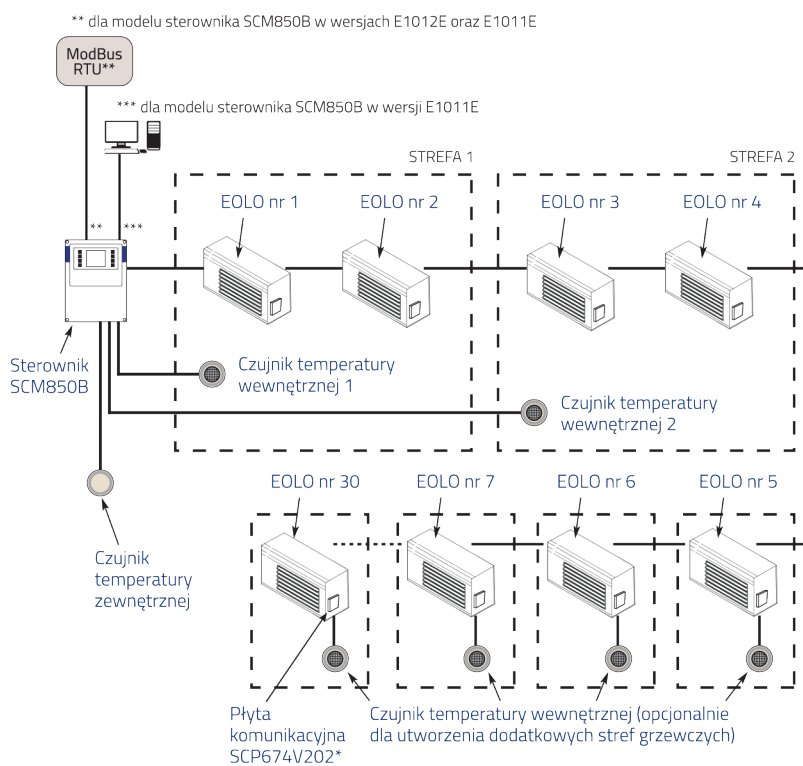 ** dla modelu sterownika SCM850B w wersjach E1012E oraz E1011E
ModBus
RTU**
*** dla modelu sterownika SCM850B w wersji E1011E
STREFA 1
STREFA 2
EOLO nr 1
EOLO nr 2
EOLO nr 3
EOLO nr 4
**
***
Sterownik
SCM850B
Czujnik temperatury
wewnętrznej 1
Czujnik temperatury
wewnętrznej 2
EOLO nr 30
EOLO nr 7
EOLO nr 6
EOLO nr 5
Czujnik
temperatury
zewnętrznej
Płyta
komunikacyjna
SCP674V202*
Czujnik temperatury wewnętrznej (opcjonalnie
dla utworzenia dodatkowych stref grzewczych)